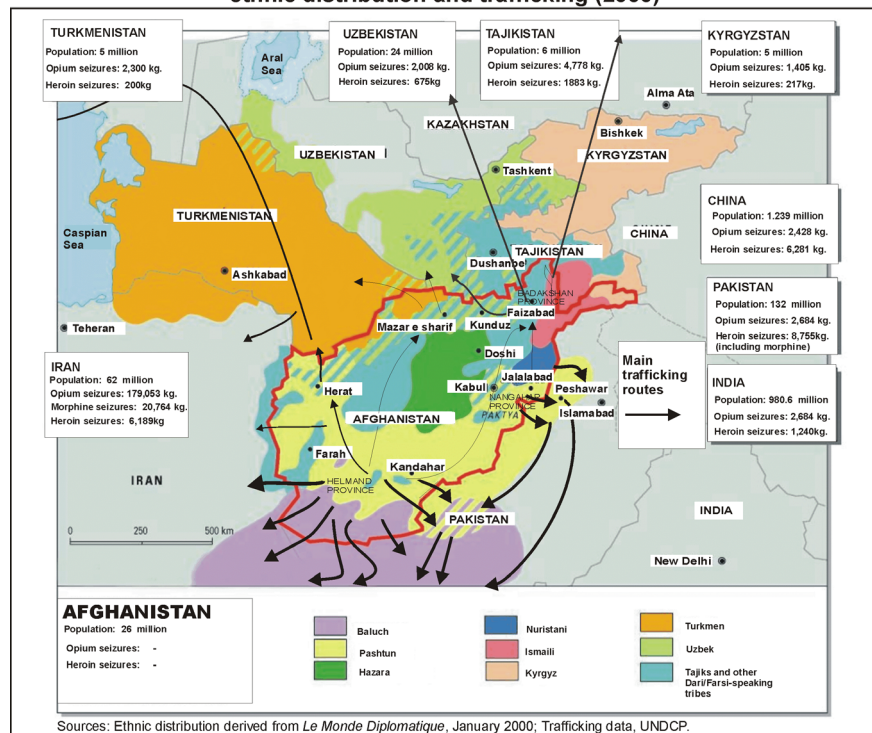 ethnic distribution and trafficking (2000)
TURKMENISTAN
Population: 5 million
Opium seizures: 2,300 kg.
Heroin seizures: 200kg
UZBEKISTAN
Population: 24 million
Opium seizures: 2,008 kg.
Heroin seizures: 675kg
TAJIKISTAN
Population: 6 million
Opium seizures: 4,778 kg.
Heroin seizures: 1883 kg.
KYRGYZSTAN
Population: 5 million
Opium seizures: 1,405 kg.
Heroin seizures: 217kg.
Aral
Sea
Alma Ata
Bishkek
KAZAKHSTAN
KYRGYZSTAN
UZBEKISTAN
Tashkent
CHINA
Population: 1.239 million
Opium seizures: 2,428 kg.
Heroin seizures: 6,281 kg.
TURKMENISTAN
Caspian
Sea
CHINA
TAJIKISTAN
Dushanbe
Ashkabad
PAKISTAN
Population: 132 million
Opium seizures: 2,684 kg.
Heroin seizures: 8,755kg.
(including morphine)
BADAKSHAN
PROVINCE
Faizabad
Teheran
Mazar e sharif
Kunduz
Doshi
Main
trafficking
routes
IRAN
Population: 62 million
Opium seizures: 179,053 kg.
Morphine seizures: 20,764 kg.
Heroin seizures: 6,189kg
INDIA
Population: 980.6 million
Opium seizures: 2,684 kg.
Heroin seizures: 1,240kg.
Jalalabad
Kabul
Peshawar
Herat
NANGAHAR
PROVINCE
PAKTYA
Islamabad
AFGHANISTAN
Farah
Kandahar
IRAN
HELMAND
PROVINCE
INDIA
PAKISTAN
0 250 500 km
New Delhi
AFGHANISTAN
Population: 26 million
Opium seizures: -
Heroin seizures: -
Baluch
Pashtun
Hazara
Nuristani
Ismaili
Kyrgyz
Turkmen
Uzbek
Tajiks and other
Dari/Farsi-speaking
tribes
Sources: Ethnic distribution derived from Le Monde Diplomatique, January 2000; Trafficking data, UNDCP.